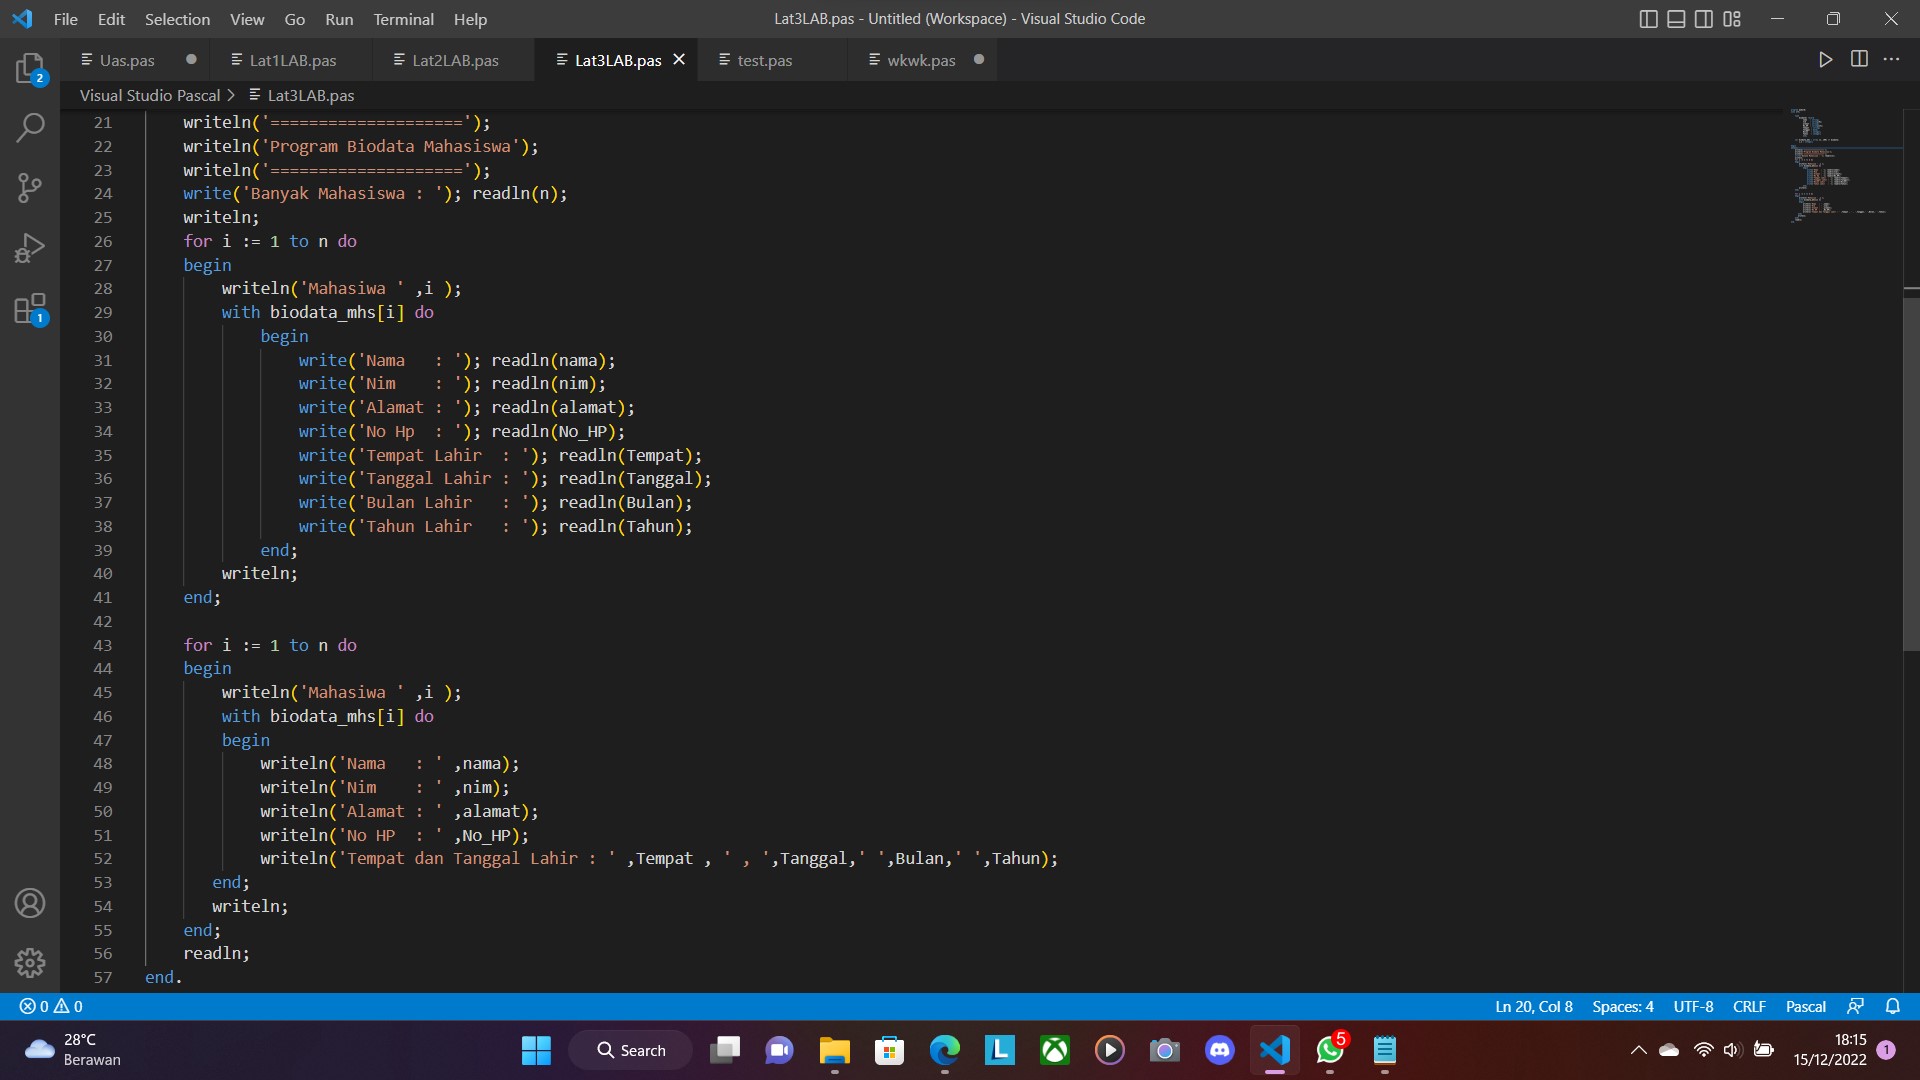 File Edit Selection View Go Run Terminal Help
Lat3LAB.pas - Untitled (Workspace) - Visual Studio Code
Uas.pas Lat1LAB.pas Lat2LAB.pas Lat3LAB.pas test.pas wkwk.pas
Visual Studio Pascal > Lat3LAB.pas
2
1
21 writeln('====================');
22 writeln('Program Biodata Mahasiswa');
23 writeln('====================');
24 write('Banyak Mahasiswa : '); readln(n);
25 writeln;
26 for i := 1 to n do
27 begin
28 writeln('Mahasiwa ' ,i );
29 with biodata_mhs[i] do
30 begin
31 write('Nama   : '); readln(nama);
32 write('Nim    : '); readln(nim);
33 write('Alamat : '); readln(alamat);
34 write('No Hp  : '); readln(No_HP);
35 write('Tempat Lahir  : '); readln(Tempat);
36 write('Tanggal Lahir : '); readln(Tanggal);
37 write('Bulan Lahir   : '); readln(Bulan);
38 write('Tahun Lahir   : '); readln(Tahun);
39 end;
40 writeln;
41 end;
42
43 for i := 1 to n do
44 begin
45 writeln('Mahasiwa ' ,i );
46 with biodata_mhs[i] do
47 begin
48 writeln('Nama   : ' ,nama);
49 writeln('Nim    : ' ,nim);
50 writeln('Alamat : ' ,alamat);
51 writeln('No HP  : ' ,No_HP);
52 writeln('Tempat dan Tanggal Lahir : ' ,Tempat , ' , ',Tanggal,' ',Bulan,' ',Tahun);
53 end;
54 writeln;
55 end;
56 readln;
57 end.
0 0 Ln 20, Col 8 Spaces: 4 UTF-8 CRLF Pascal
28°C
Berawan
Search
5
18:15
15/12/2022
1